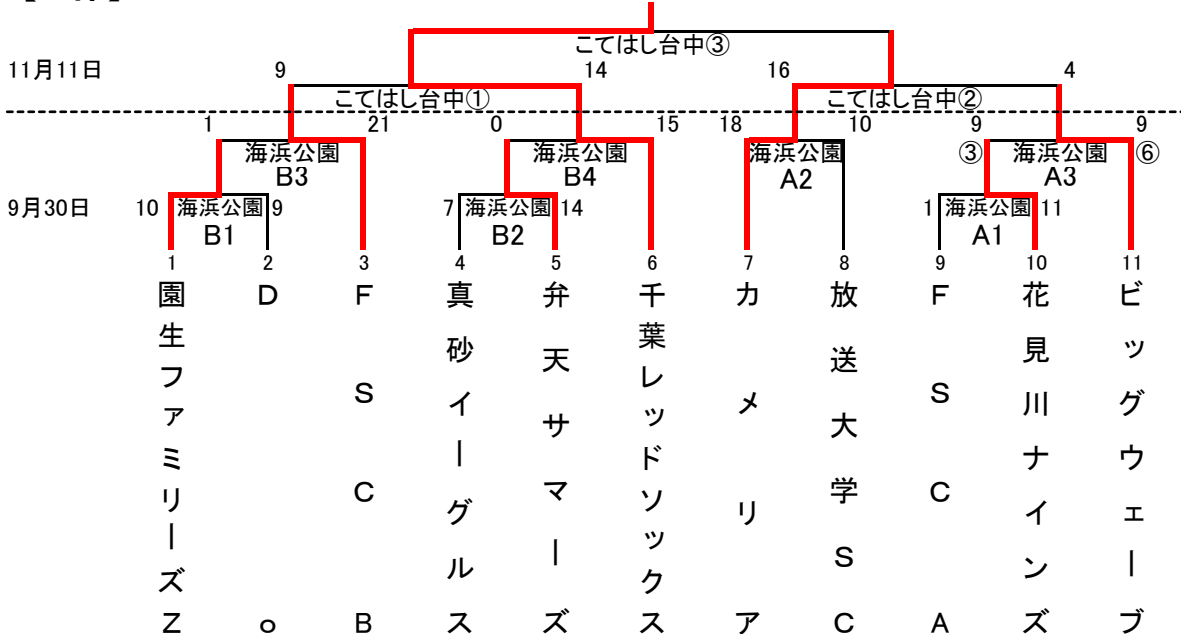 こてはし台中③
11月11日 9 14 16 4
こてはし台中① こてはし台中②
1 21 0 15 18 10 9 9
海浜公園 海浜公園 海浜公園 ③ 海浜公園 ⑥
B3 B4 A2 A3
9月30日 10 海浜公園 9 7 海浜公園 14 1 海浜公園 11
B1 B2 A1
1 2 3 4 5 6 7 8 9 10 11
園生ファミリーズZ
Do
FSCB
真砂イーグルス
弁天サマーズ
千葉レッドソックス
カメリア
放送大学SC
FSCA
花見川ナインズ
ビッグウェーブ